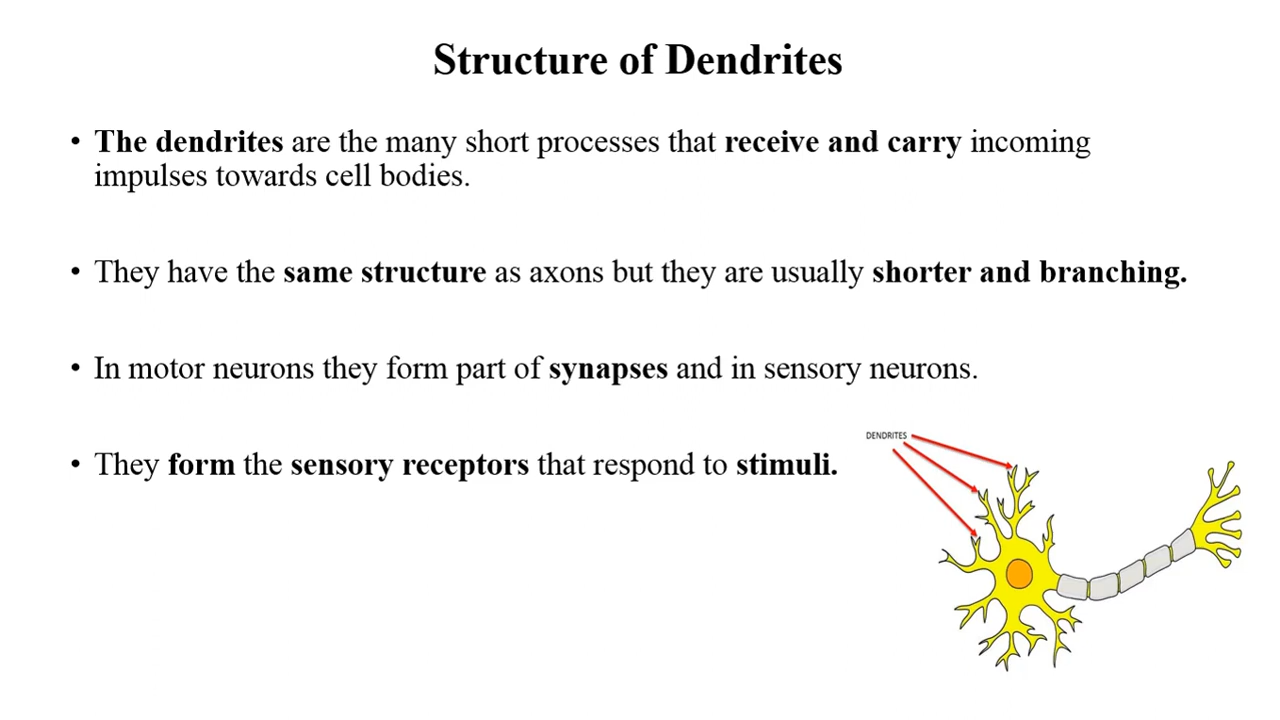 Structure of Dendrites
• The dendrites are the many short processes that receive and carry incoming
impulses towards cell bodies.
• They have the same structure as axons but they are usually shorter and branching.
• In motor neurons they form part of synapses and in sensory neurons.
DENDRITES
• They form the sensory receptors that respond to stimuli.